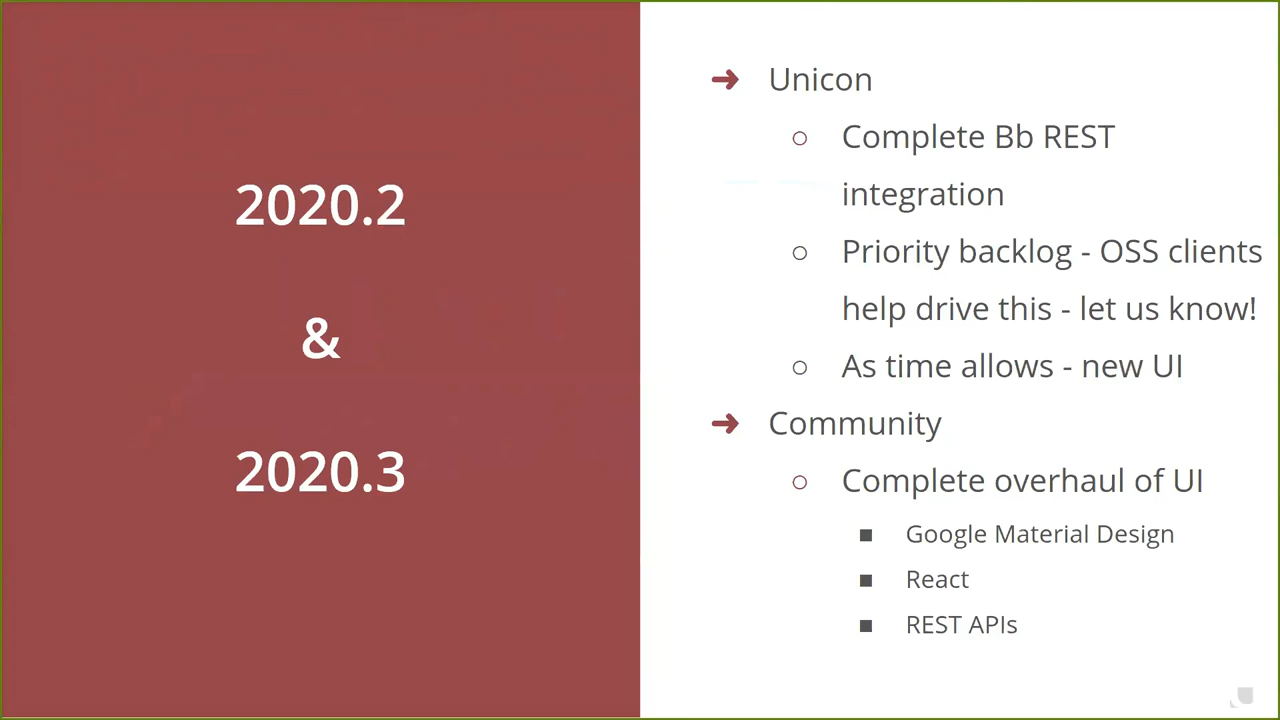 2020.2
&
2020.3
➜ Unicon
○ Complete Bb REST
integration
○ Priority backlog - OSS clients
help drive this - let us know!
○ As time allows - new UI
➜ Community
○ Complete overhaul of UI
■ Google Material Design
■ React
■ REST APIs